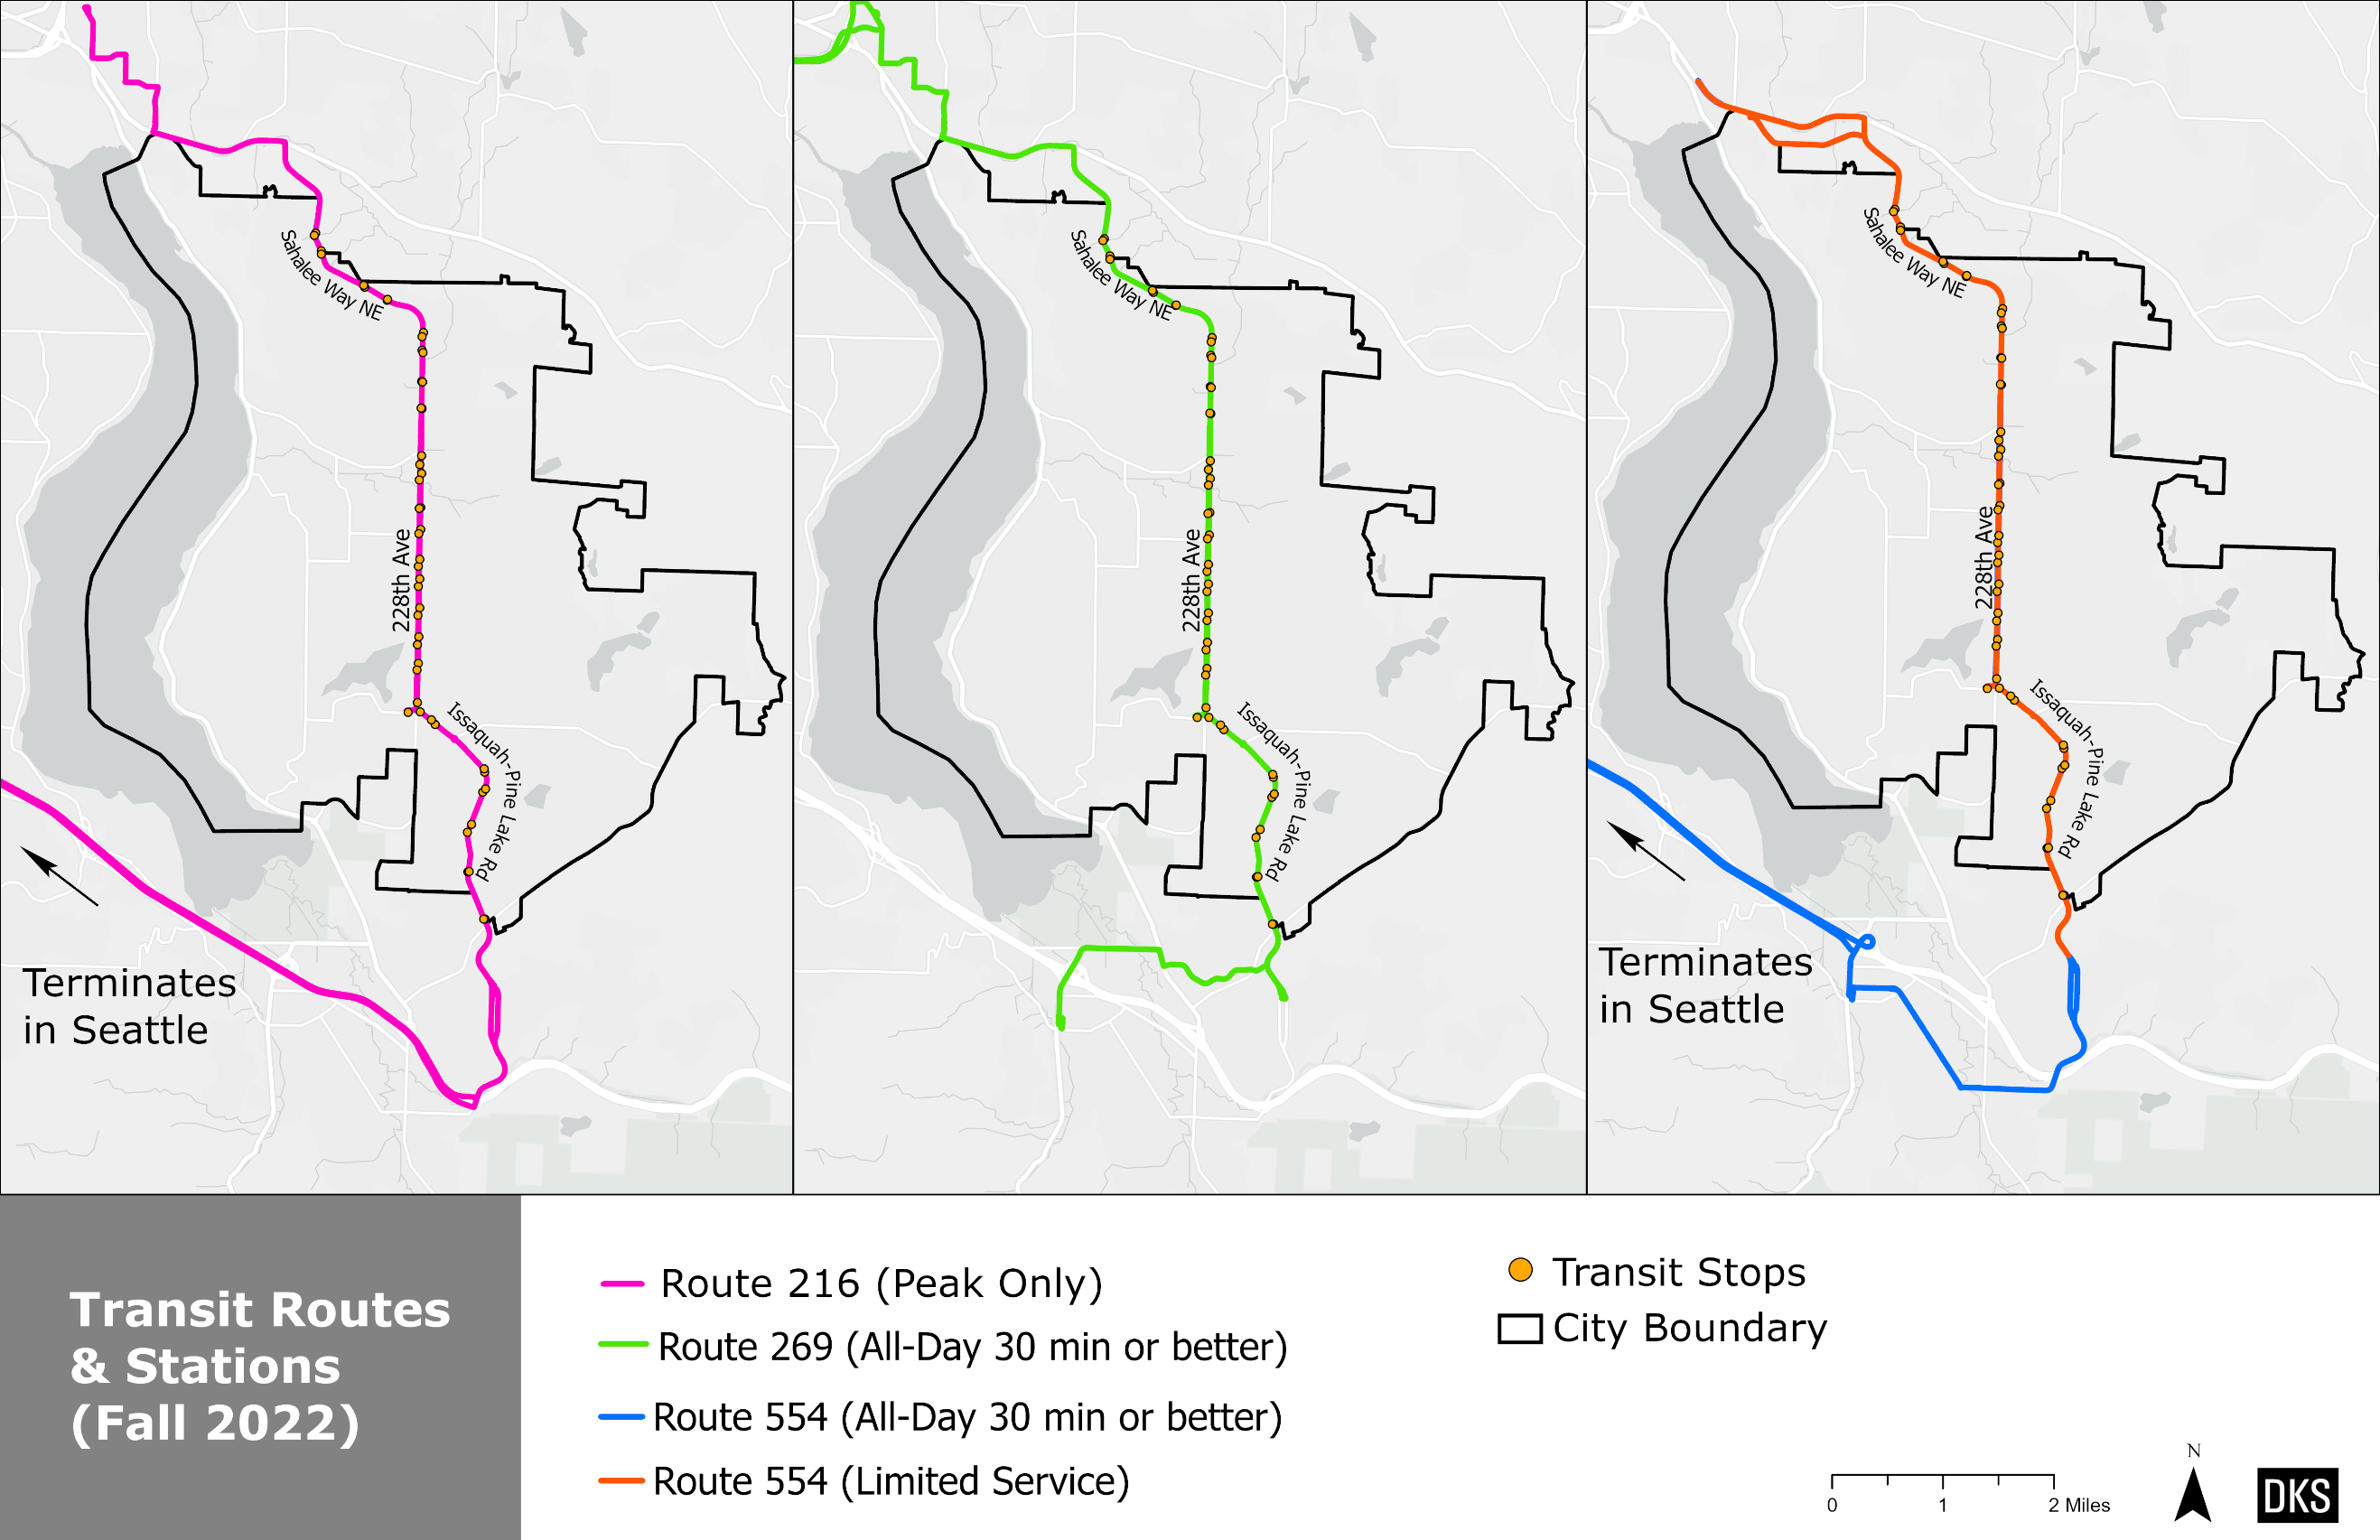 Sahalee Way NE
228th Ave
Issaquah-Pine Lake Rd
Terminates
in Seattle
Sahalee Way NE
228th Ave
Issaquah-Pine Lake Rd
Sahalee Way NE
228th Ave
Issaquah-Pine Lake Rd
Terminates
in Seattle
Transit Routes
& Stations
(Fall 2022)
Route 216 (Peak Only)
Route 269 (All-Day 30 min or better)
Route 554 (All-Day 30 min or better)
Route 554 (Limited Service)
Transit Stops
City Boundary
0 1 2 Miles
N
DKS